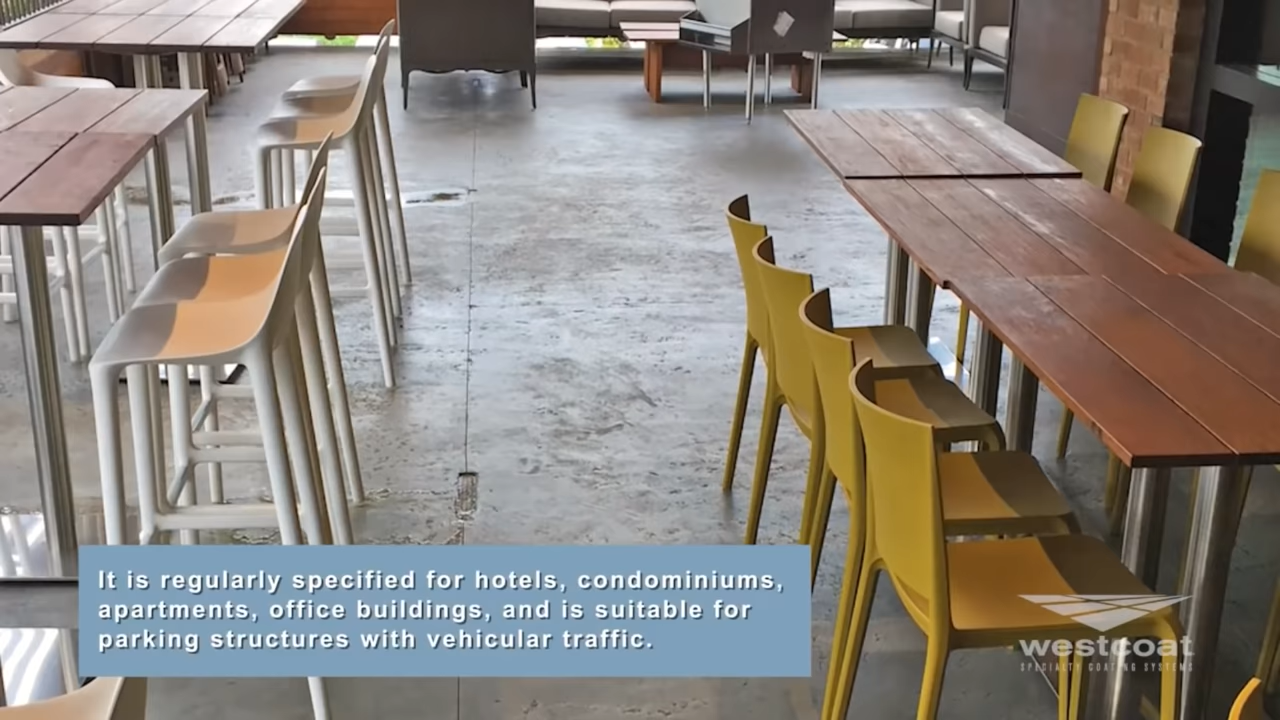 It is regularly specified for hotels, condominiums,
apartments, office buildings, and is suitable for
parking structures with vehicular traffic.
westcoat
SPECIALTY COATING SYSTEMS